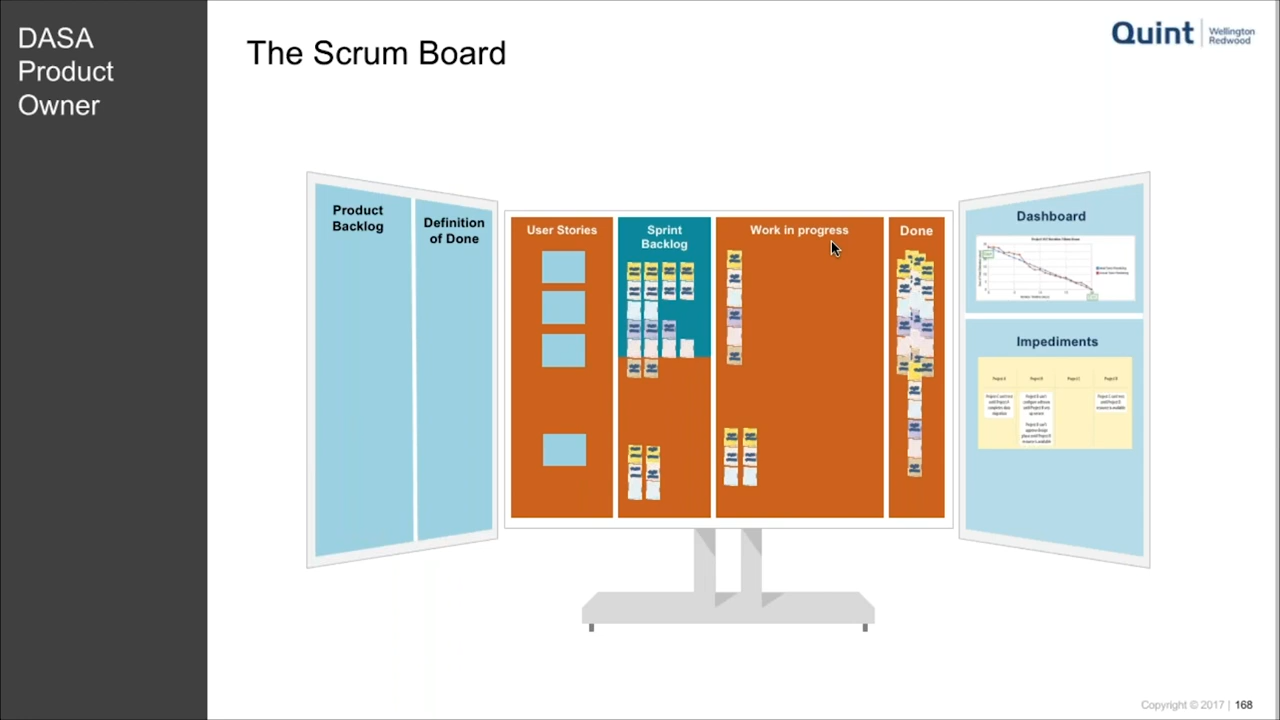 DASA
Product
Owner
The Scrum Board
Quint
Wellington
Redwood
Product
Backlog
Definition
of Done
User Stories
Sprint
Backlog
Work in progress
Done
Dashboard
Impediments
Copyright © 2017 | 168